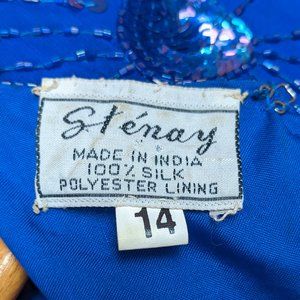 Sténay
MADE IN INDIA
100% SILK
POLYESTER LINING
14